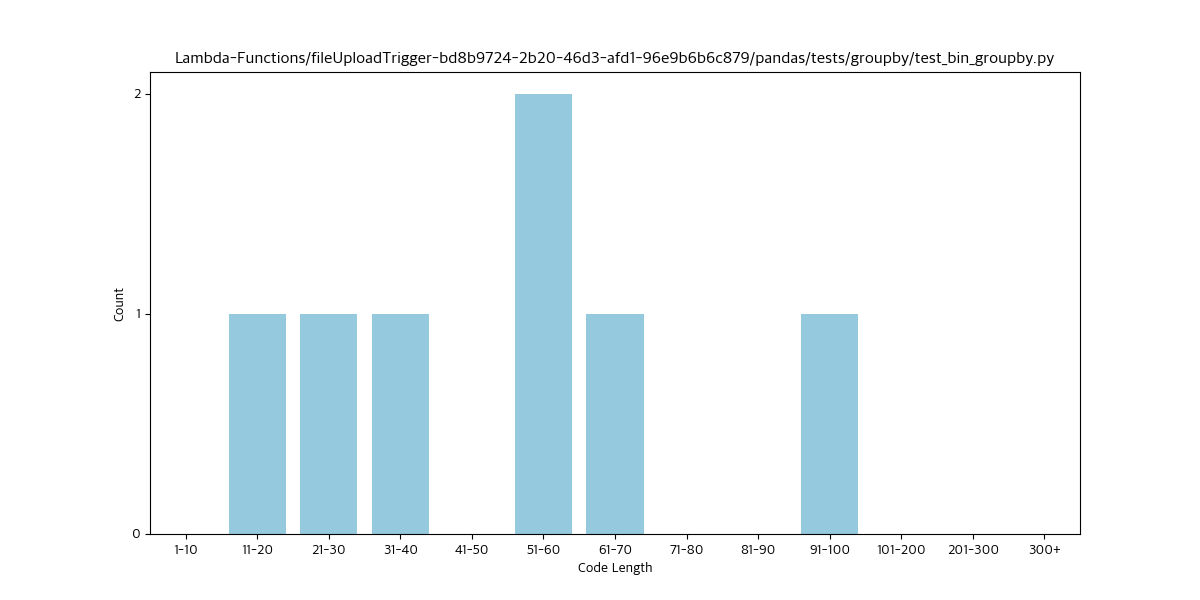 Lambda-Functions/fileUploadTrigger-bd8b9724-2b20-46d3-afd1-96e9b6b6c879/pandas/tests/groupby/test_bin_groupby.py
2
1
0
Count
1-10 11-20 21-30 31-40 41-50 51-60 61-70 71-80 81-90 91-100 101-200 201-300 300+
Code Length